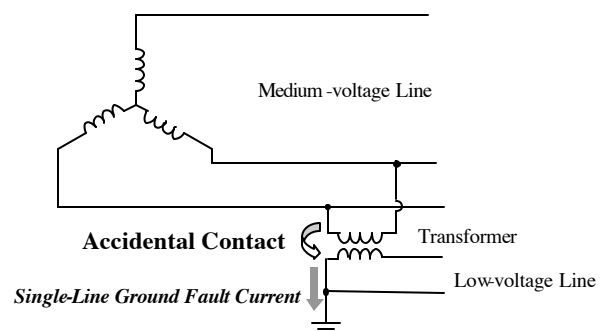 Medium-voltage Line
Accidental Contact
Transformer
Low-voltage Line
Single-Line Ground Fault Current